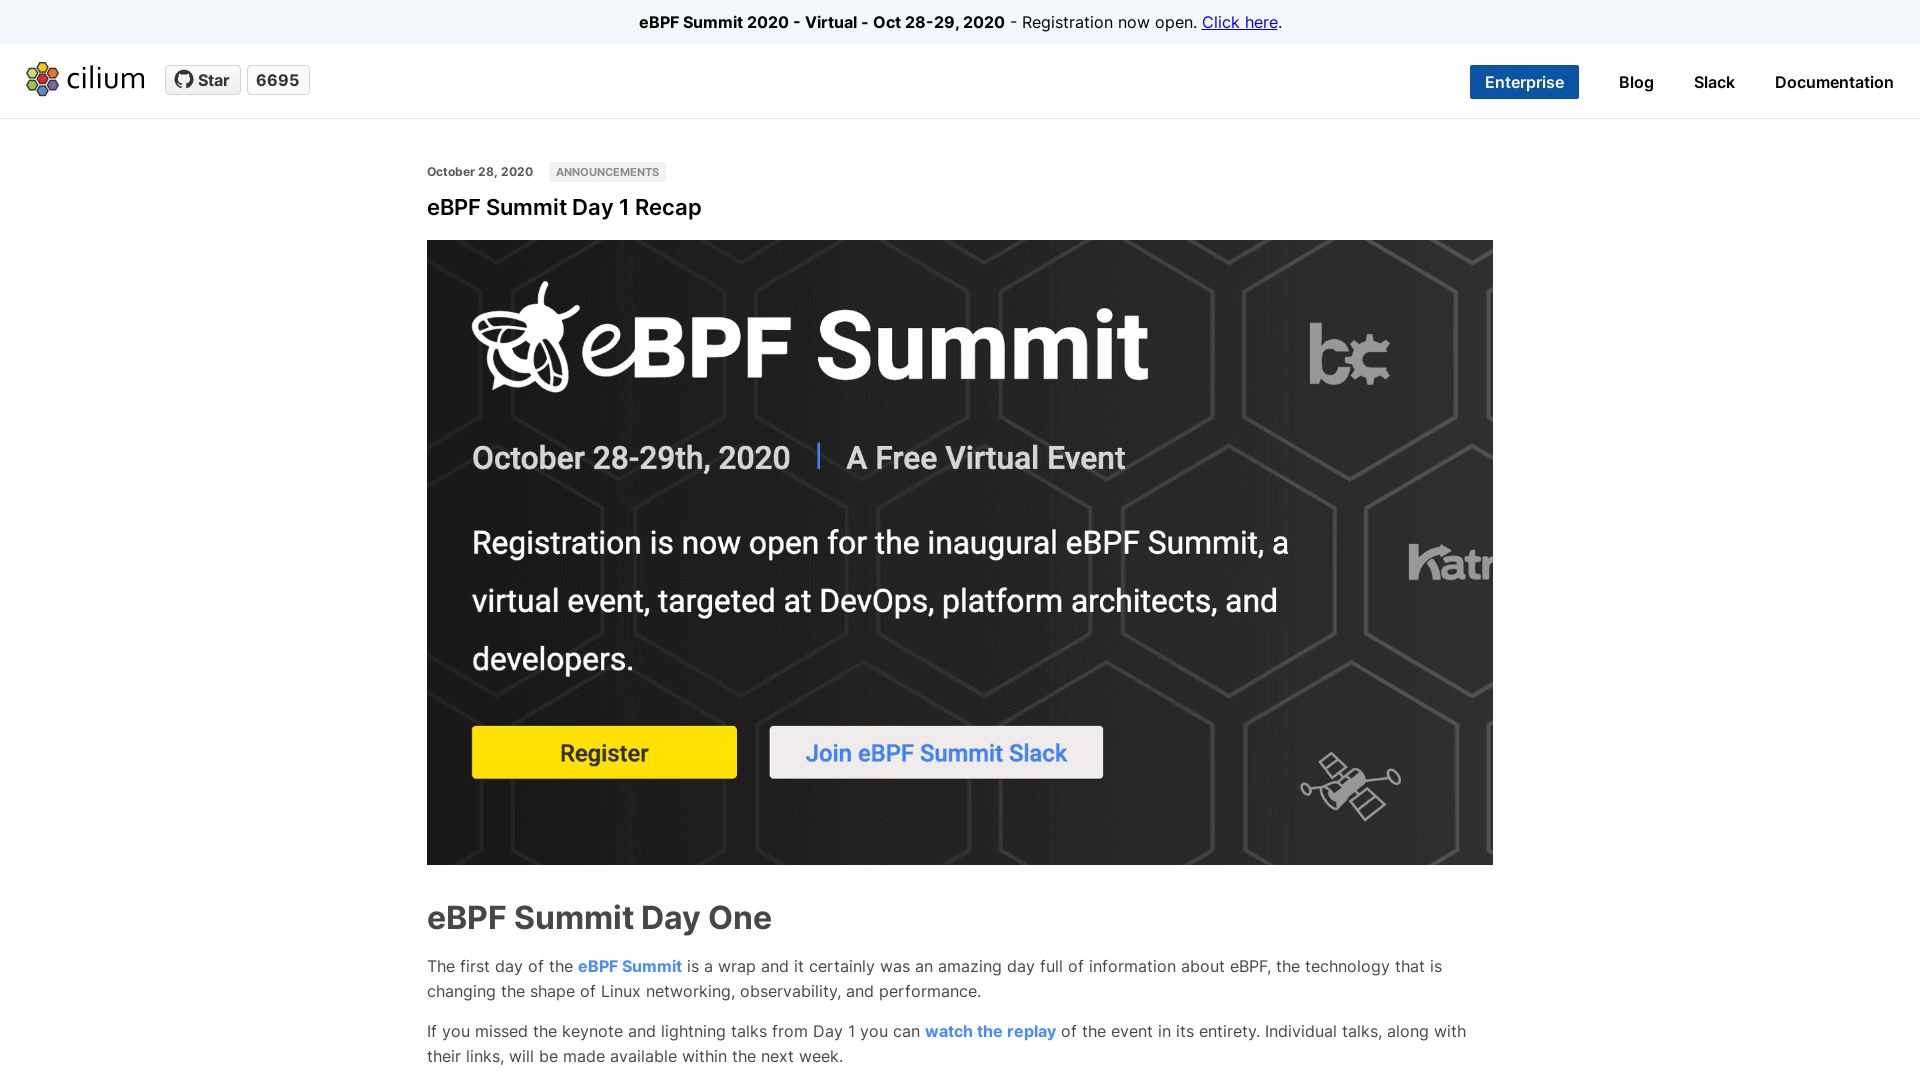 eBPF Summit 2020 - Virtual - Oct 28-29, 2020 - Registration now open. Click here.
cilium
Star
6695
Enterprise
Blog
Slack
Documentation
October 28, 2020
ANNOUNCEMENTS
eBPF Summit Day 1 Recap
eBPF Summit
bc
October 28-29th, 2020 | A Free Virtual Event
Registration is now open for the inaugural eBPF Summit, a
virtual event, targeted at DevOps, platform architects, and
developers.
Katr
Register
Join eBPF Summit Slack
eBPF Summit Day One
The first day of the eBPF Summit is a wrap and it certainly was an amazing day full of information about eBPF, the technology that is
changing the shape of Linux networking, observability, and performance.
If you missed the keynote and lightning talks from Day 1 you can watch the replay of the event in its entirety. Individual talks, along with
their links, will be made available within the next week.